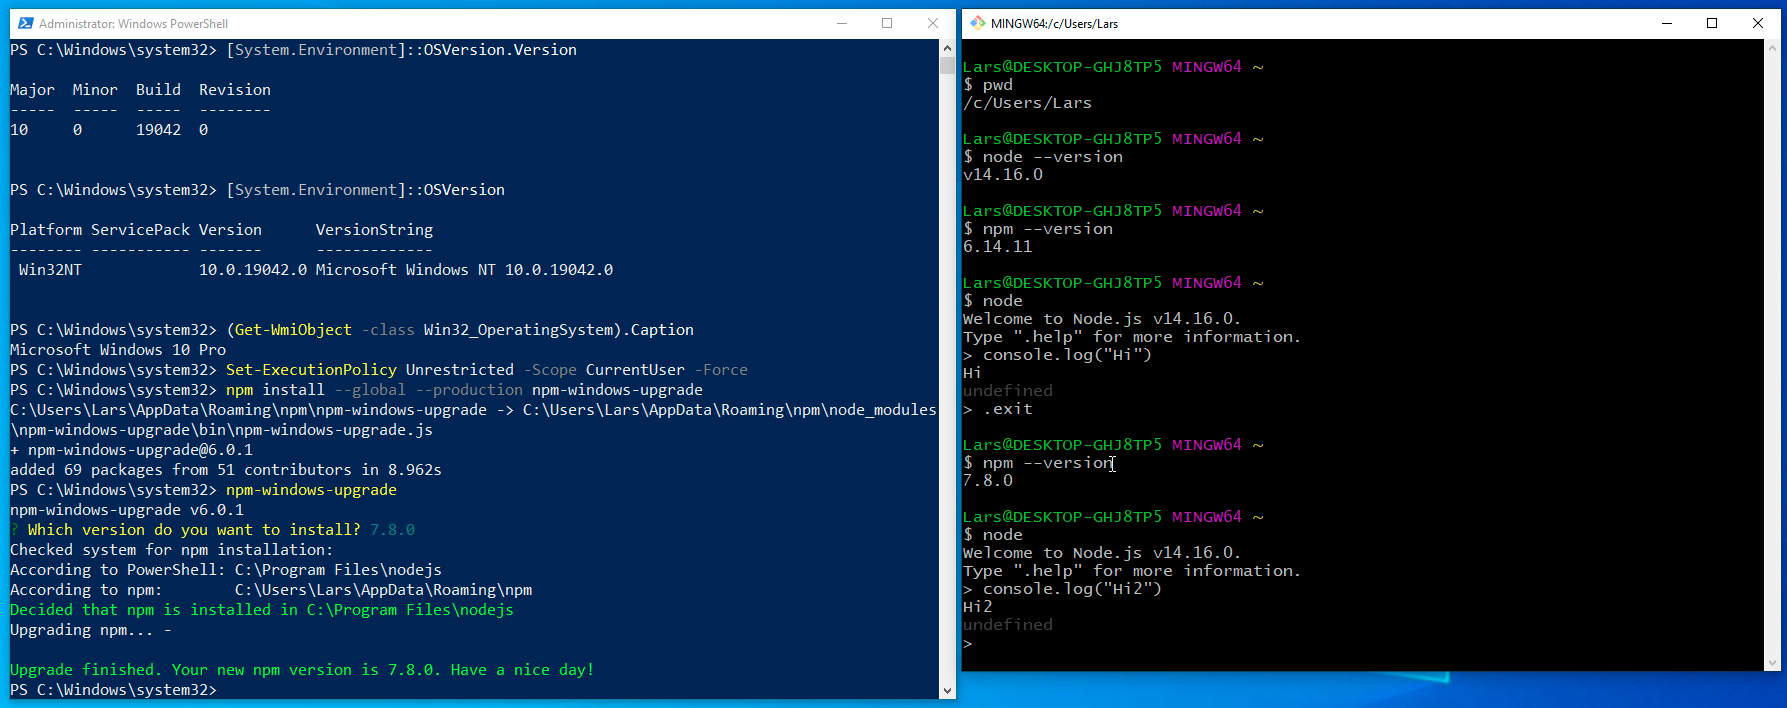 Administrator: Windows PowerShell
PS C:\Windows\system32> [System.Environment]::OSVersion.Version
Major  Minor  Build  Revision
-----  -----  -----  --------
10     0      19042  0
PS C:\Windows\system32> [System.Environment]::OSVersion
Platform ServicePack Version      VersionString
-------- ----------- -------      -------------
 Win32NT             10.0.19042.0 Microsoft Windows NT 10.0.19042.0
PS C:\Windows\system32> (Get-WmiObject -class Win32_OperatingSystem).Caption
Microsoft Windows 10 Pro
PS C:\Windows\system32> Set-ExecutionPolicy Unrestricted -Scope CurrentUser -Force
PS C:\Windows\system32> npm install --global --production npm-windows-upgrade
C:\Users\Lars\AppData\Roaming\npm\npm-windows-upgrade -> C:\Users\Lars\AppData\Roaming\npm\node_modules
\npm-windows-upgrade\bin\npm-windows-upgrade.js
+ npm-windows-upgrade@6.0.1
added 69 packages from 51 contributors in 8.962s
PS C:\Windows\system32> npm-windows-upgrade
npm-windows-upgrade v6.0.1
? Which version do you want to install? 7.8.0
Checked system for npm installation:
According to PowerShell: C:\Program Files\nodejs
According to npm:        C:\Users\Lars\AppData\Roaming\npm
Decided that npm is installed in C:\Program Files\nodejs
Upgrading npm... -
Upgrade finished. Your new npm version is 7.8.0. Have a nice day!
PS C:\Windows\system32>
MINGW64:/c/Users/Lars
Lars@DESKTOP-GHJ8TP5 MINGW64 ~
$ pwd
/c/Users/Lars
Lars@DESKTOP-GHJ8TP5 MINGW64 ~
$ node --version
v14.16.0
Lars@DESKTOP-GHJ8TP5 MINGW64 ~
$ npm --version
6.14.11
Lars@DESKTOP-GHJ8TP5 MINGW64 ~
$ node
Welcome to Node.js v14.16.0.
Type ".help" for more information.
> console.log("Hi")
Hi
undefined
> .exit
Lars@DESKTOP-GHJ8TP5 MINGW64 ~
$ npm --version
7.8.0
Lars@DESKTOP-GHJ8TP5 MINGW64 ~
$ node
Welcome to Node.js v14.16.0.
Type ".help" for more information.
> console.log("Hi2")
Hi2
undefined
>